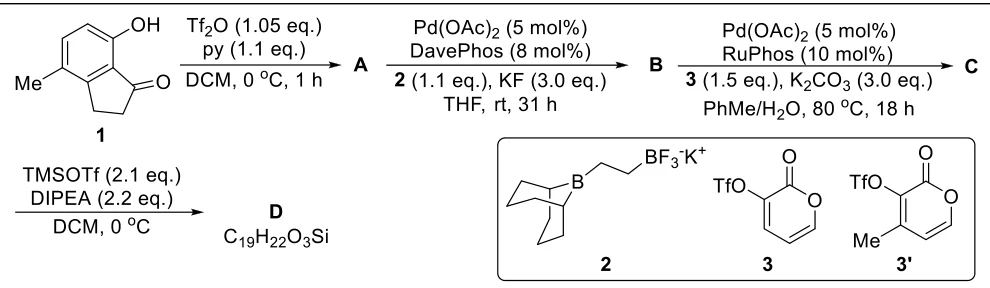 OH
O
Me
1
Tf₂O (1.05 eq.)
py (1.1 eq.)
DCM, 0 ºC, 1 h
A
Pd(OAc)₂ (5 mol%)
DavePhos (8 mol%)
2 (1.1 eq.), KF (3.0 eq.)
THF, rt, 31 h
B
Pd(OAc)₂ (5 mol%)
RuPhos (10 mol%)
3 (1.5 eq.), K₂CO₃ (3.0 eq.)
PhMe/H₂O, 80 ºC, 18 h
C
TMSOTf (2.1 eq.)
DIPEA (2.2 eq.)
DCM, 0 ºC
D
C₁₉H₂₂O₃Si
B
BF₃⁻K⁺
2
O
TfO
O
3
O
TfO
O
Me
3'